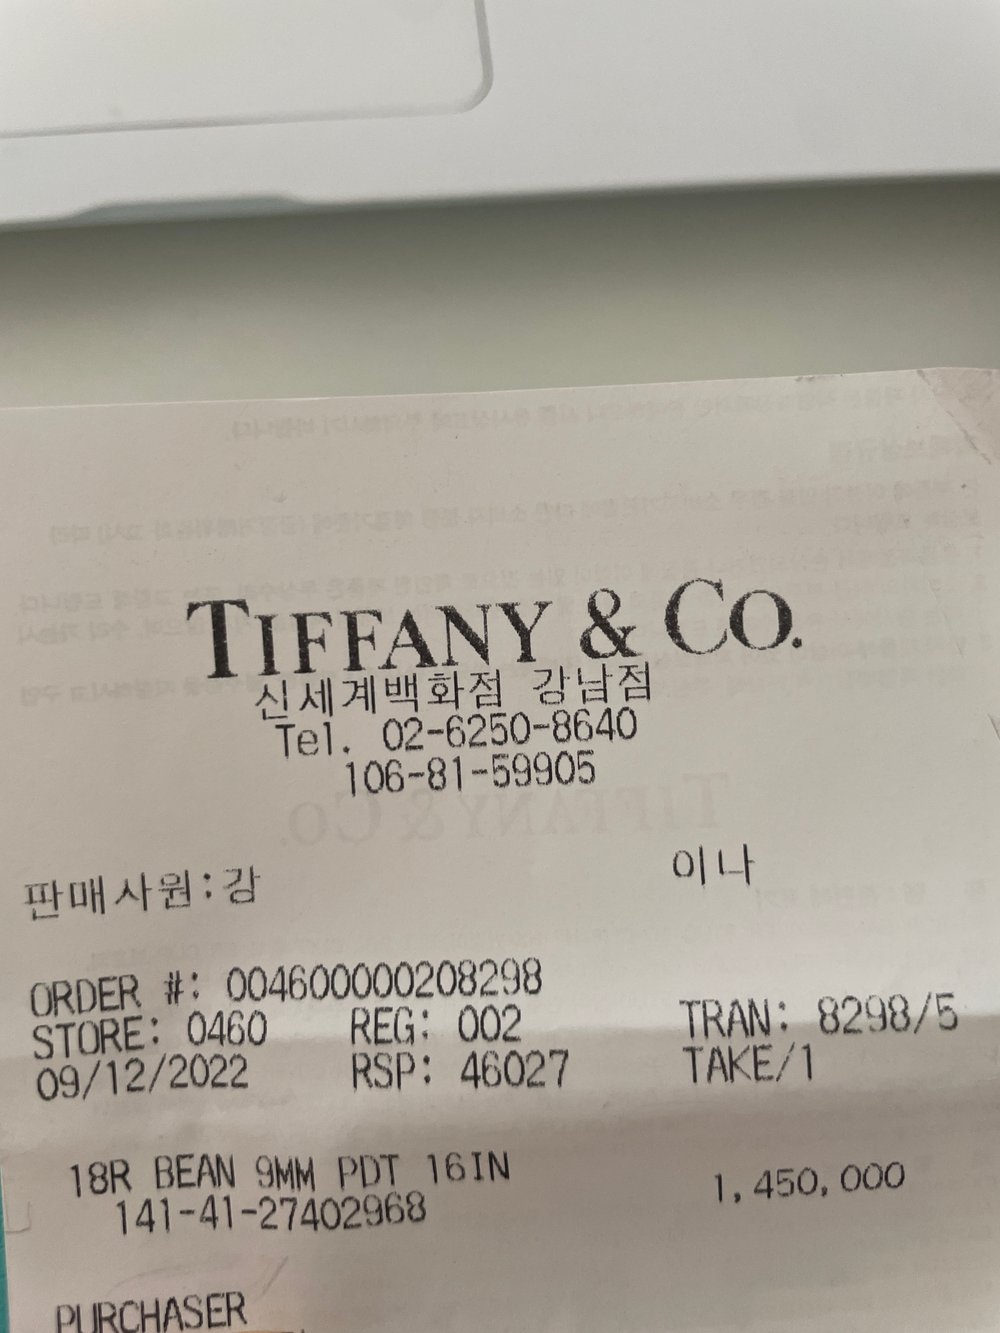 TIFFANY & CO.
신세계백화점 강남점
Tel. 02-6250-8640
106-81-59905
판매사원:강 이나
ORDER #: 004600000208298
STORE: 0460 REG: 002 TRAN: 8298/5
09/12/2022 RSP: 46027 TAKE/1
18R BEAN 9MM PDT 16IN 1,450,000
141-41-27402968
PURCHASER